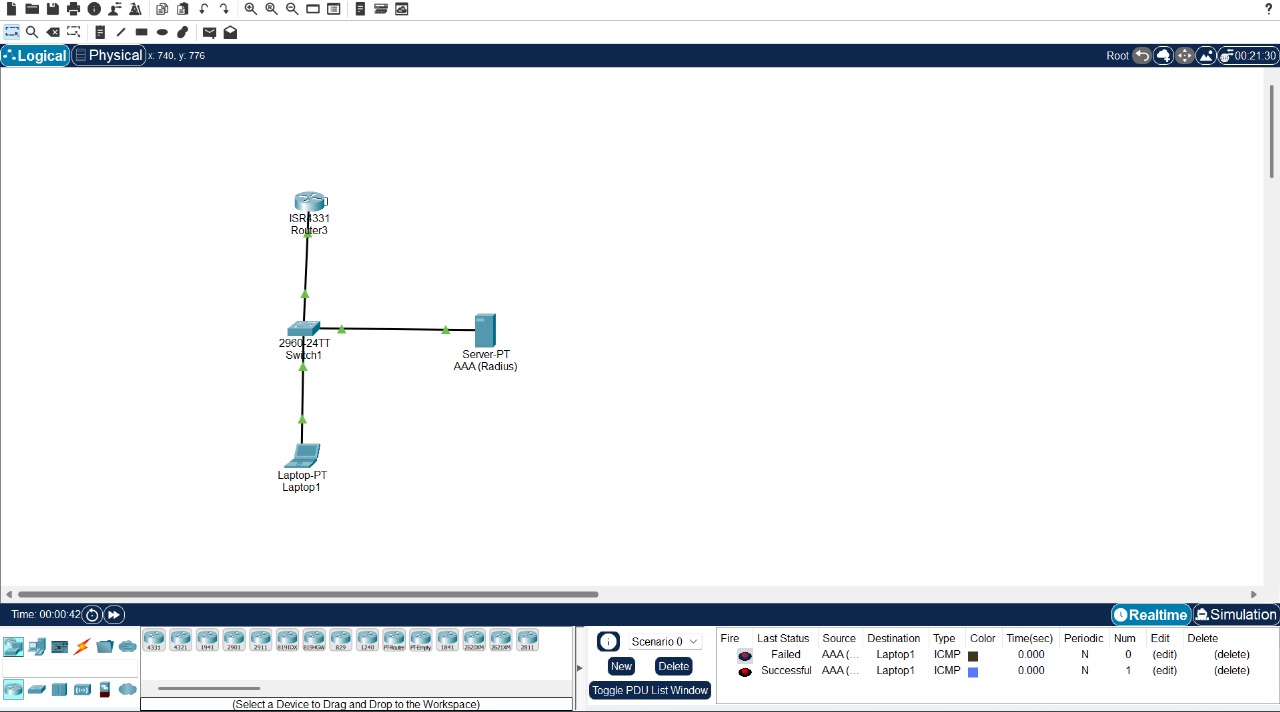 ?
Logical
Physical
x: 740, y: 776
Root
00:21:30
ISR4331
Router3
2960-24TT
Switch1
Server-PT
AAA (Radius)
Laptop-PT
Laptop1
Time: 00:00:42
Realtime
Simulation
4331 4321 1941 2901 2911 819IOX 819HGW 829 1240 PT-Router PT-Empty 1841 2620XM 2621XM 2811
(Select a Device to Drag and Drop to the Workspace)
Scenario 0
New
Delete
Toggle PDU List Window
Fire Last Status Source Destination Type Color Time(sec) Periodic Num Edit Delete
Failed AAA (... Laptop1 ICMP 0.000 N 0 (edit) (delete)
Successful AAA (... Laptop1 ICMP 0.000 N 1 (edit) (delete)